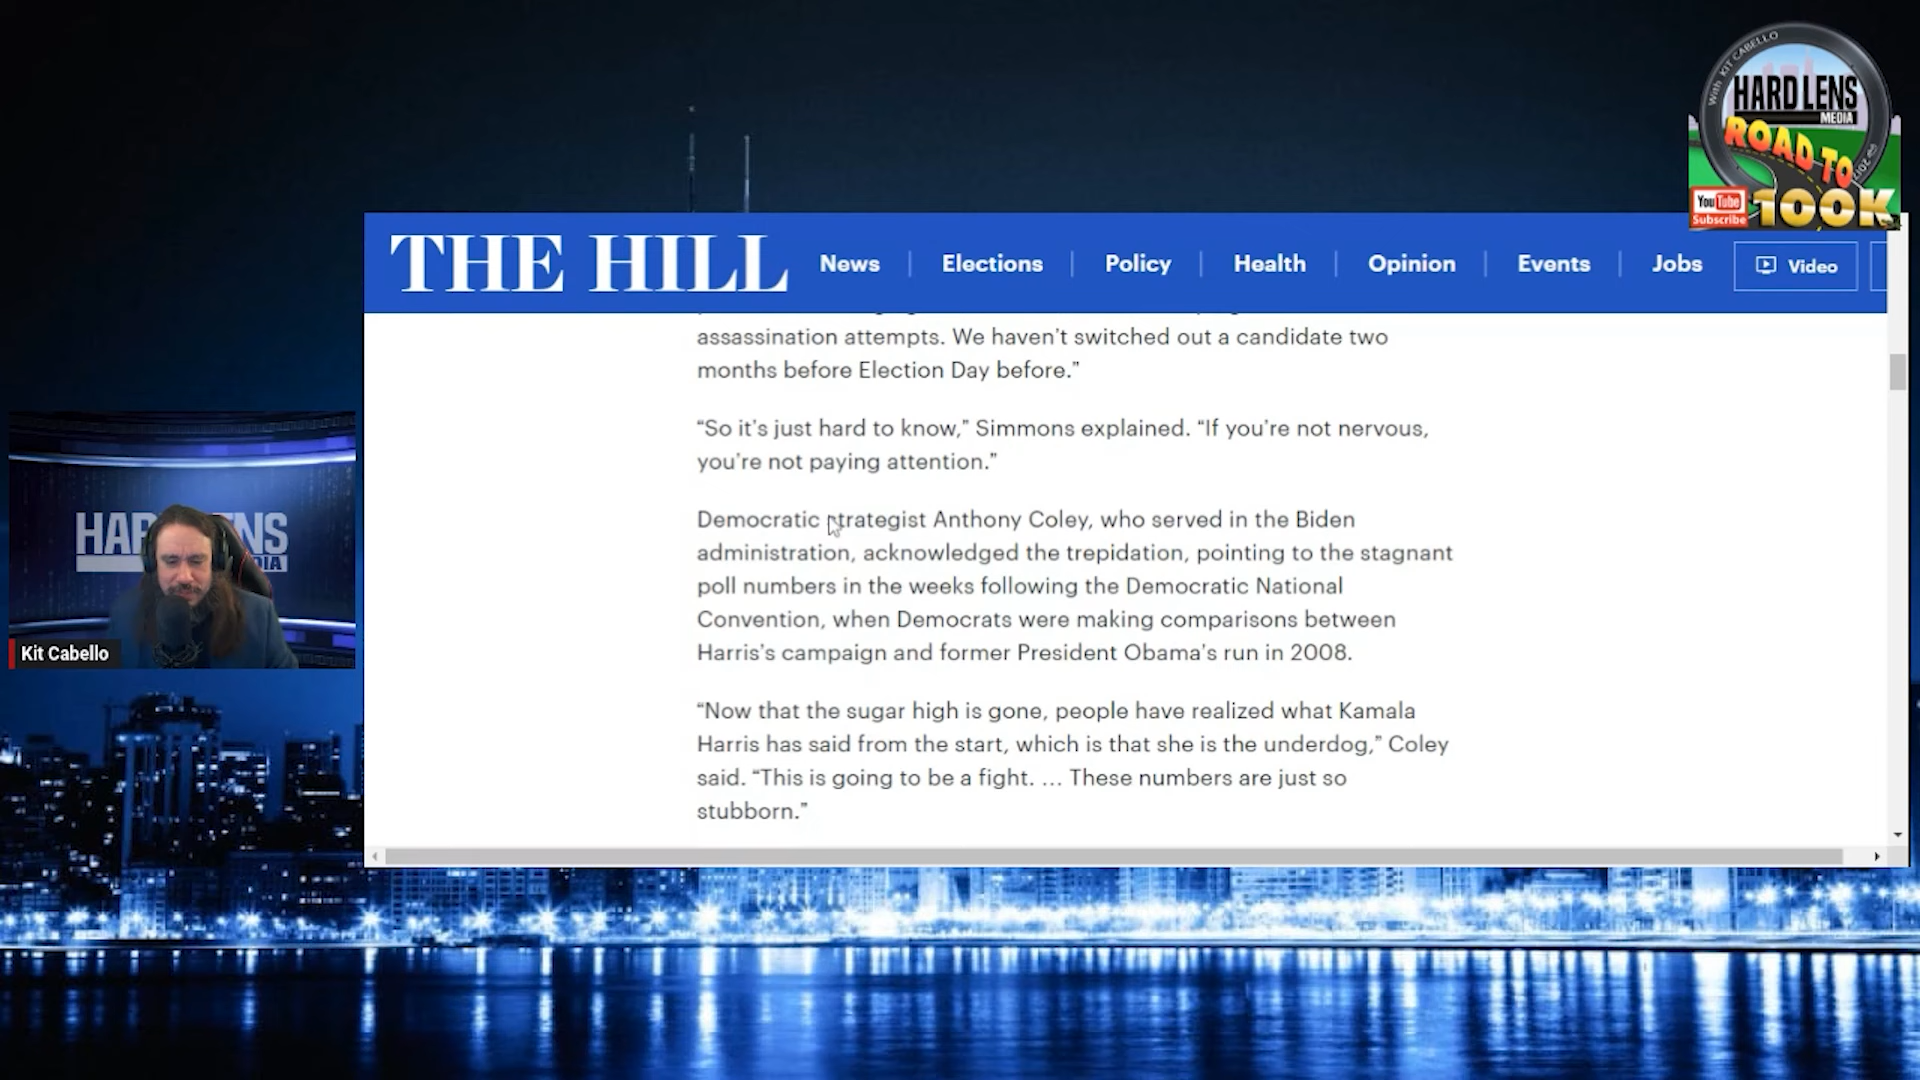 With KIT CABELLO
HARD LENS
MEDIA
ROAD TO
YouTube
Subscribe
100K
THE HILL
News
Elections
Policy
Health
Opinion
Events
Jobs
Video
assassination attempts. We haven’t switched out a candidate two
months before Election Day before.”
“So it’s just hard to know,” Simmons explained. “If you’re not nervous,
you’re not paying attention.”
Democratic strategist Anthony Coley, who served in the Biden
administration, acknowledged the trepidation, pointing to the stagnant
poll numbers in the weeks following the Democratic National
Convention, when Democrats were making comparisons between
Harris’s campaign and former President Obama’s run in 2008.
“Now that the sugar high is gone, people have realized what Kamala
Harris has said from the start, which is that she is the underdog,” Coley
said. “This is going to be a fight. … These numbers are just so
stubborn.”
Kit Cabello